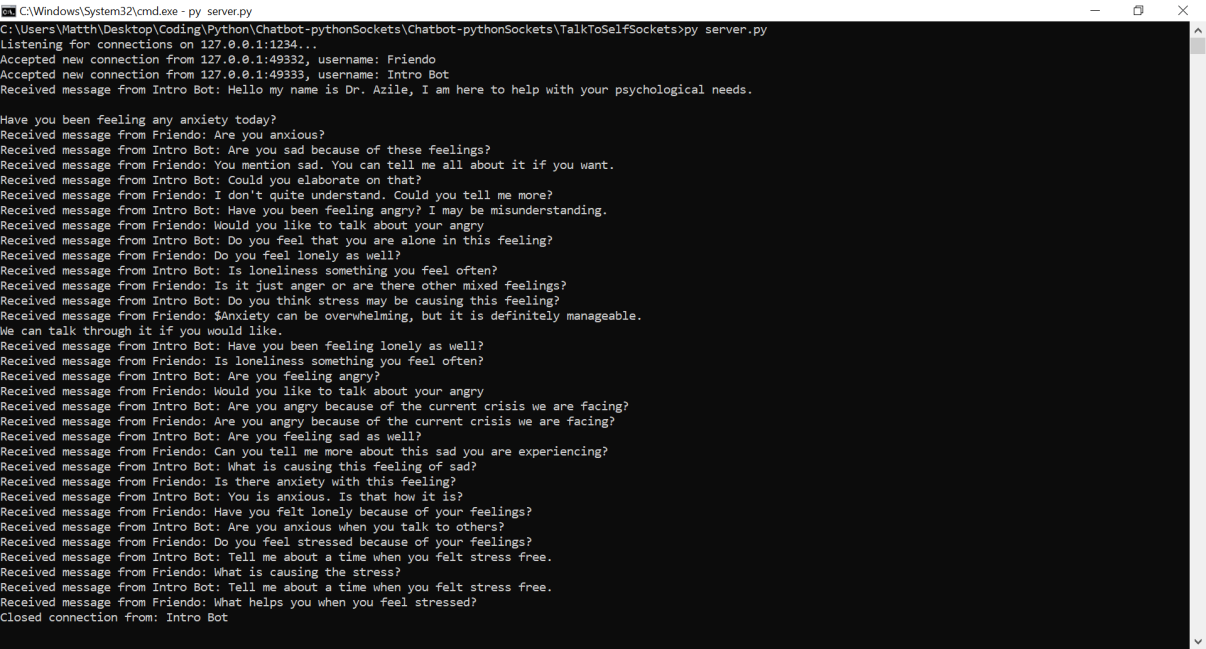 C:\Windows\System32\cmd.exe - py server.py
C:\Users\Matth\Desktop\Coding\Python\Chatbot-pythonSockets\Chatbot-pythonSockets\TalkToSelfSockets>py server.py
Listening for connections on 127.0.0.1:1234...
Accepted new connection from 127.0.0.1:49332, username: Friendo
Accepted new connection from 127.0.0.1:49333, username: Intro Bot
Received message from Intro Bot: Hello my name is Dr. Azile, I am here to help with your psychological needs.
Have you been feeling any anxiety today?
Received message from Friendo: Are you anxious?
Received message from Intro Bot: Are you sad because of these feelings?
Received message from Friendo: You mention sad. You can tell me all about it if you want.
Received message from Intro Bot: Could you elaborate on that?
Received message from Friendo: I don't quite understand. Could you tell me more?
Received message from Intro Bot: Have you been feeling angry? I may be misunderstanding.
Received message from Friendo: Would you like to talk about your angry
Received message from Intro Bot: Do you feel that you are alone in this feeling?
Received message from Friendo: Do you feel lonely as well?
Received message from Intro Bot: Is loneliness something you feel often?
Received message from Friendo: Is it just anger or are there other mixed feelings?
Received message from Intro Bot: Do you think stress may be causing this feeling?
Received message from Friendo: $Anxiety can be overwhelming, but it is definitely manageable.
We can talk through it if you would like.
Received message from Intro Bot: Have you been feeling lonely as well?
Received message from Friendo: Is loneliness something you feel often?
Received message from Intro Bot: Are you feeling angry?
Received message from Friendo: Would you like to talk about your angry
Received message from Intro Bot: Are you angry because of the current crisis we are facing?
Received message from Friendo: Are you angry because of the current crisis we are facing?
Received message from Intro Bot: Are you feeling sad as well?
Received message from Friendo: Can you tell me more about this sad you are experiencing?
Received message from Intro Bot: What is causing this feeling of sad?
Received message from Friendo: Is there anxiety with this feeling?
Received message from Intro Bot: You is anxious. Is that how it is?
Received message from Friendo: Have you felt lonely because of your feelings?
Received message from Intro Bot: Are you anxious when you talk to others?
Received message from Friendo: Do you feel stressed because of your feelings?
Received message from Intro Bot: Tell me about a time when you felt stress free.
Received message from Friendo: What is causing the stress?
Received message from Intro Bot: Tell me about a time when you felt stress free.
Received message from Friendo: What helps you when you feel stressed?
Closed connection from: Intro Bot